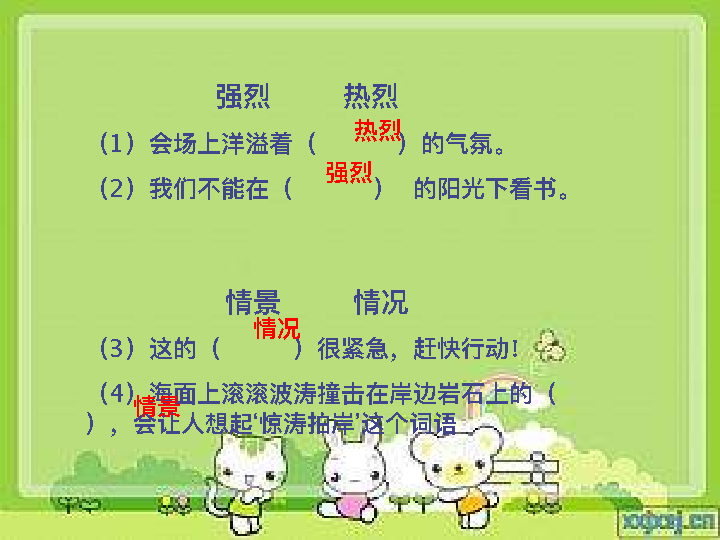 强烈 热烈
热烈
（1）会场上洋溢着（ ）的气氛。
强烈
（2）我们不能在（ ） 的阳光下看书。
情景 情况
情况
（3）这的（ ）很紧急，赶快行动！
（4）海面上滚滚波涛撞击在岸边岩石上的（
情景
），会让人想起‘惊涛拍岸’这个词语